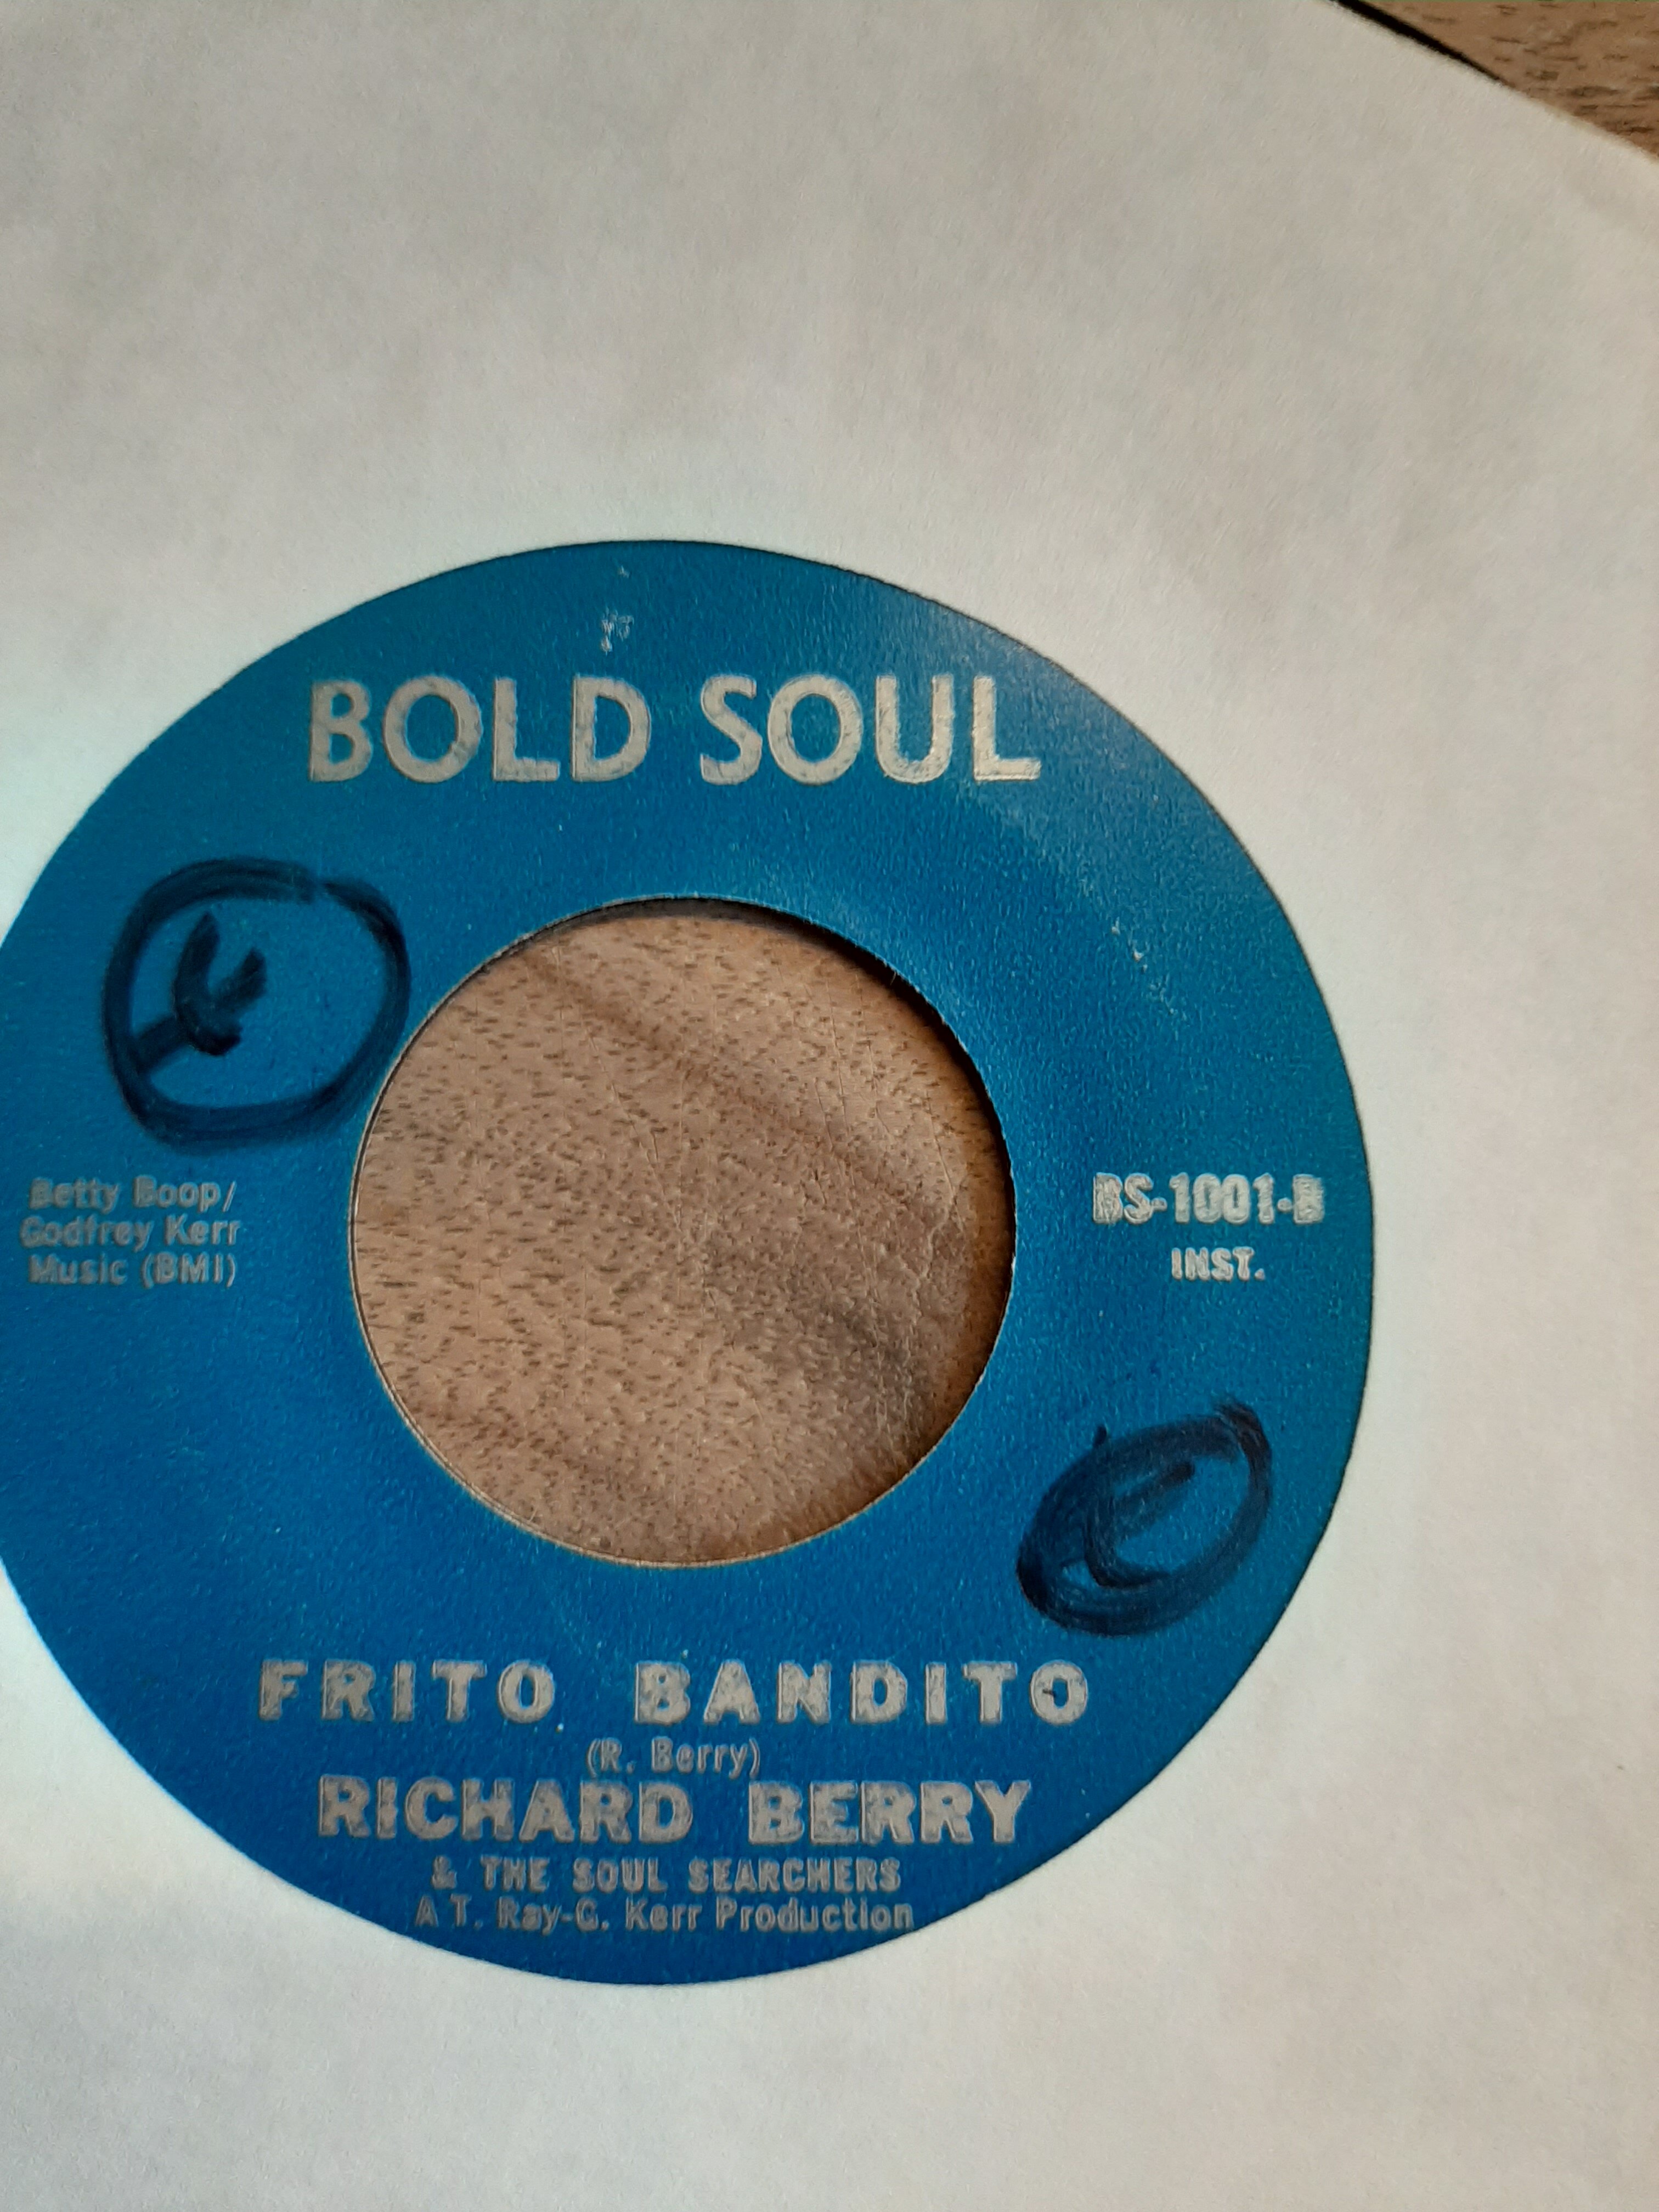 BOLD SOUL
Betty Boop/
Godfrey Kerr
Music (BMI)
BS-1001-B
INST.
FRITO BANDITO
(R. Berry)
RICHARD BERRY
& THE SOUL SEARCHERS
A T. Ray-G. Kerr Production